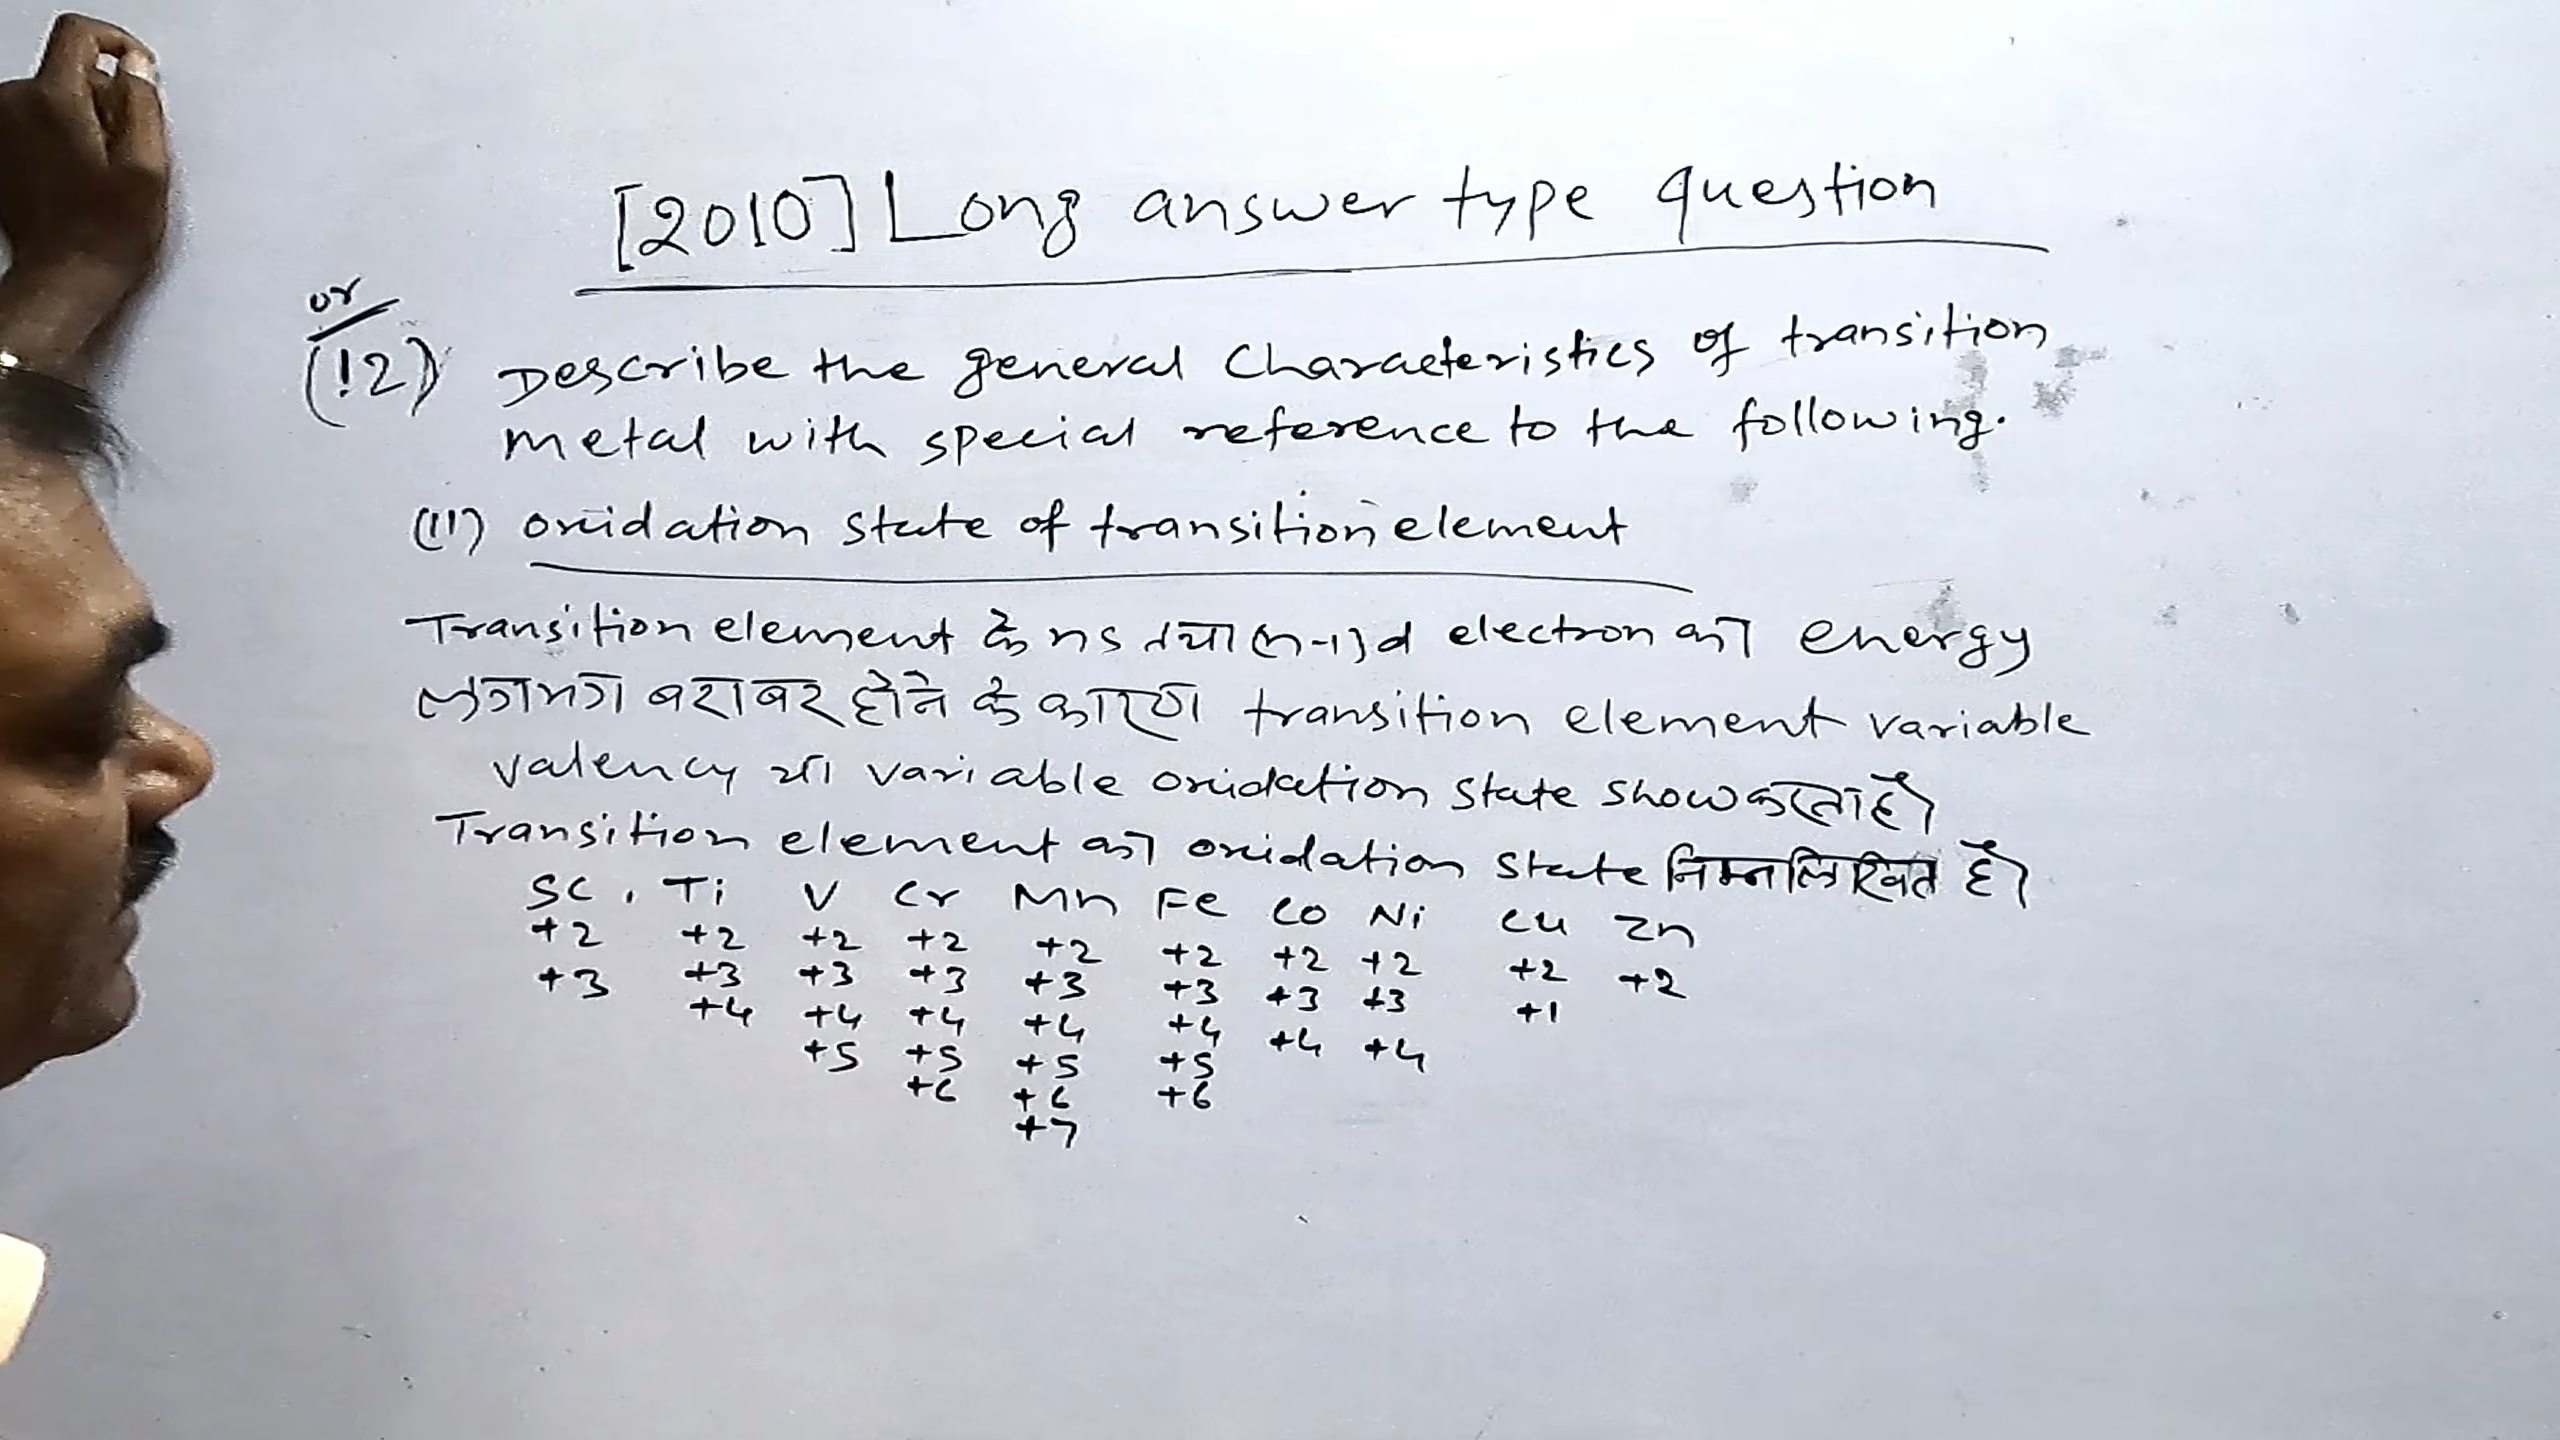 [2010] Long answer type question
or
(12) Describe the general characteristics of transition
metal with special reference to the following.
(II) oxidation state of transition element
Transition element के ns तथा (n-1)d electron की energy
लगभग बराबर होने के कारण transition element variable
valency या variable oxidation state show करता है।
Transition element की oxidation state निम्नलिखित है।
Sc, Ti V Cr Mn Fe Co Ni Cu Zn
+2 +2 +2 +2 +2 +2 +2 +2 +2 +2
+3 +3 +3 +3 +3 +3 +3 +3 +1
+4 +4 +4 +4 +4 +4 +4
+5 +5 +5 +5
+6 +6 +6
+7